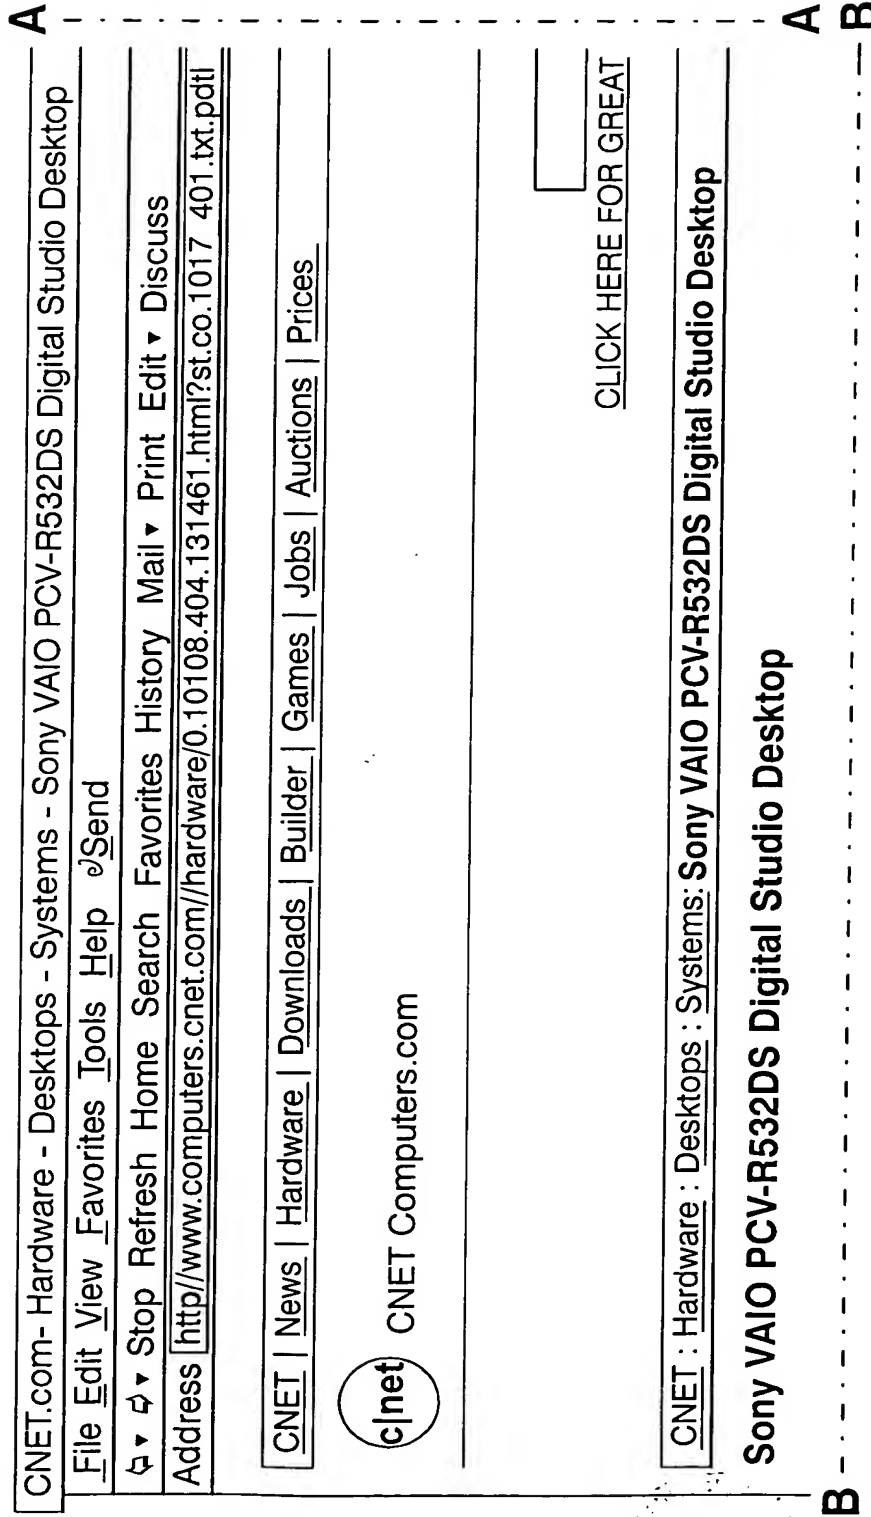 A
CNET.com- Hardware - Desktops - Systems - Sony VAIO PCV-R532DS Digital Studio Desktop
File Edit View Favorites Tools Help Send
Stop Refresh Home Search Favorites History Mail Print Edit Discuss
Address http//www.computers.cnet.com//hardware/0.10108.404.131461.html?st.co.1017 401.txt.pdtl
CNET | News | Hardware | Downloads | Builder | Games | Jobs | Auctions | Prices
c|net CNET Computers.com
CLICK HERE FOR GREAT
CNET : Hardware : Desktops : Systems: Sony VAIO PCV-R532DS Digital Studio Desktop
Sony VAIO PCV-R532DS Digital Studio Desktop
A
B B